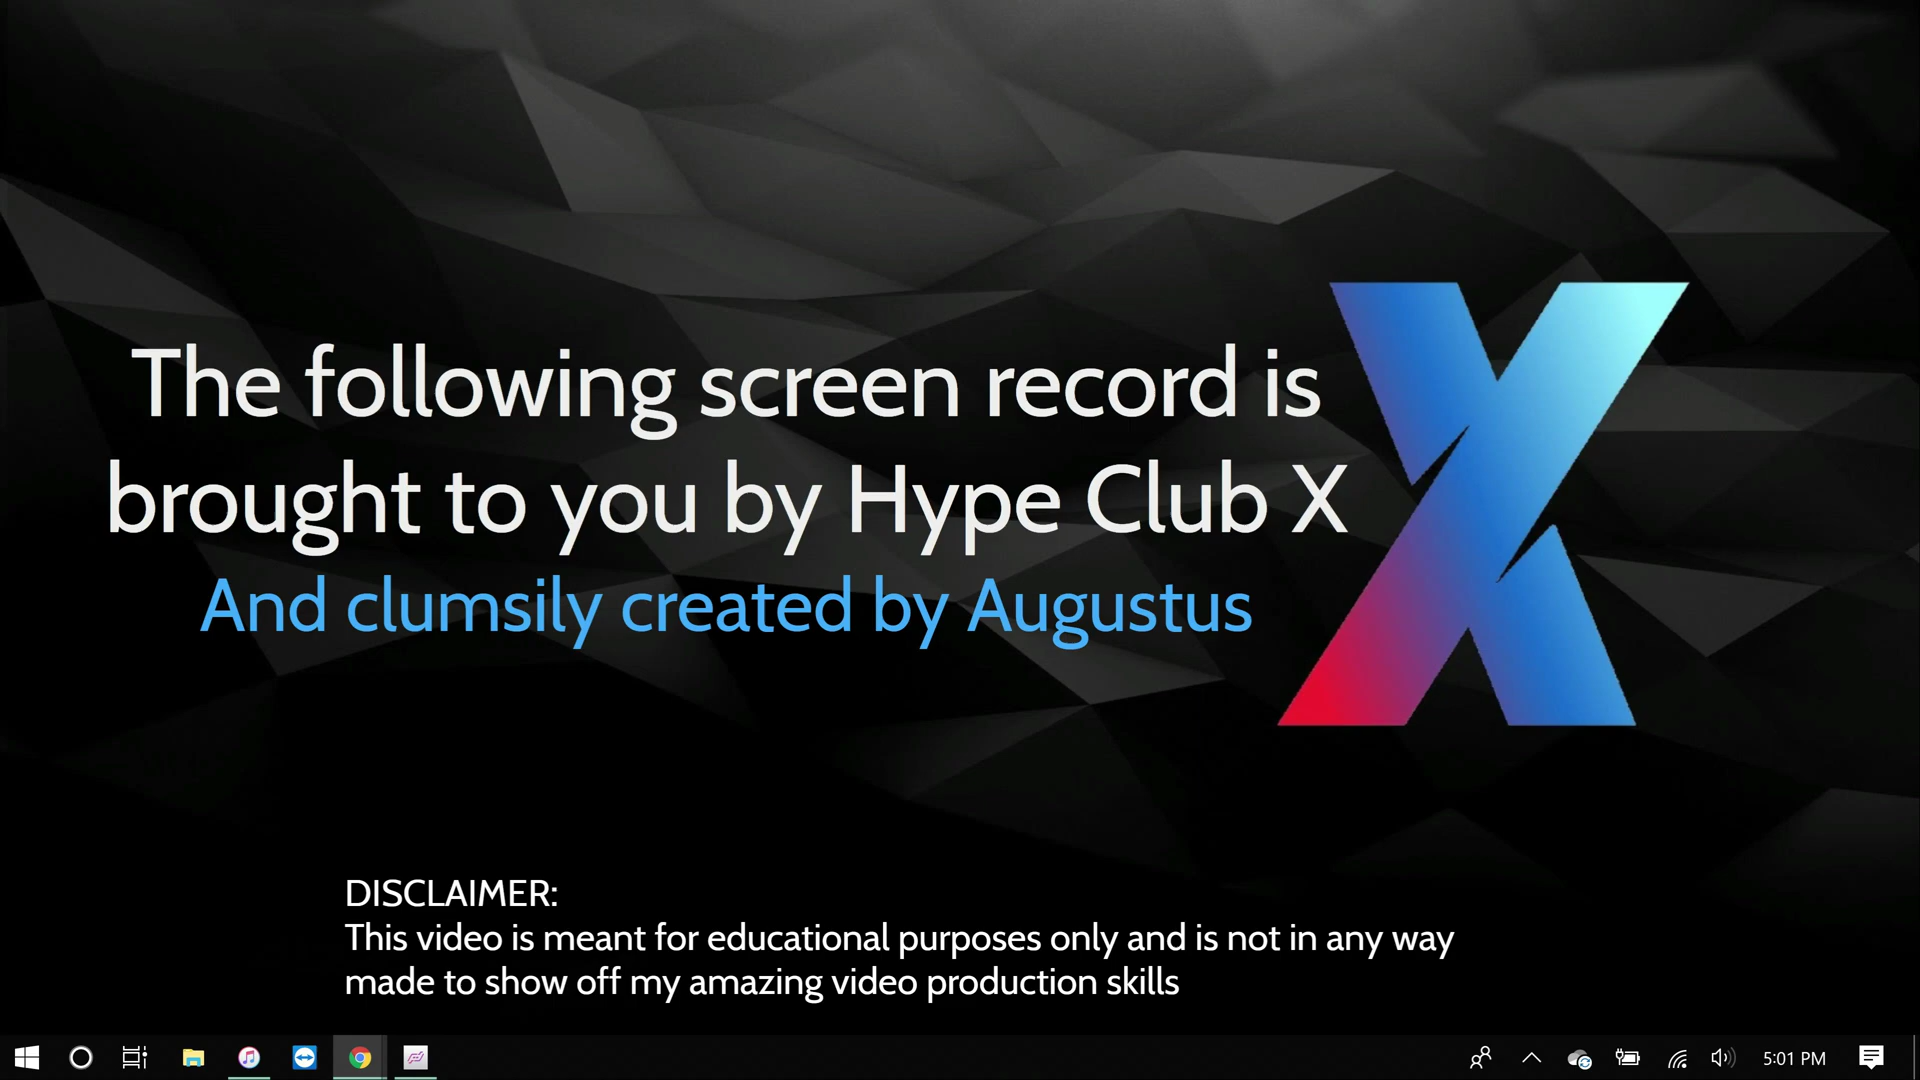 The following screen record is
brought to you by Hype Club X
And clumsily created by Augustus
DISCLAIMER:
This video is meant for educational purposes only and is not in any way
made to show off my amazing video production skills
5:01 PM